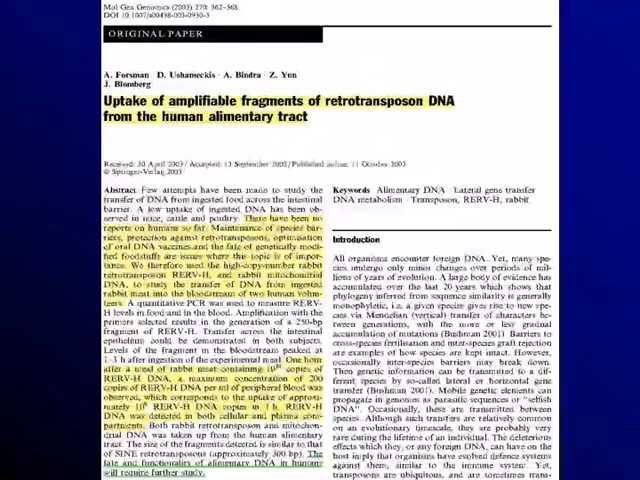 Mol Gen Genomics (2003) 270: 362–368
DOI 10.1007/s00438-003-0930-3
ORIGINAL PAPER
A. Forsman · D. Ushameckis · A. Bindra · Z. Yun
J. Blomberg
Uptake of amplifiable fragments of retrotransposon DNA
from the human alimentary tract
Received: 30 April 2003 / Accepted: 13 September 2003 / Published online: 11 October 2003
© Springer-Verlag 2003
Abstract Few attempts have been made to study the
transfer of DNA from ingested food across the intestinal
barrier. A low uptake of ingested DNA has been ob-
served in mice, cattle and poultry. There have been no
reports on humans so far. Maintenance of species bar-
riers, protection against retrotransposons, optimisation
of oral DNA vaccines and the fate of genetically modi-
fied foodstuffs are issues where this topic is of impor-
tance. We therefore used the high-copy-number rabbit
retrotransposon RERV-H, and rabbit mitochondrial
DNA, to study the transfer of DNA from ingested
rabbit meat into the bloodstream of two human volun-
teers. A quantitative PCR was used to measure RERV-
H levels in food and in the blood. Amplification with the
primers selected results in the generation of a 250-bp
fragment of RERV-H. Transfer across the intestinal
epithelium could be demonstrated in both subjects.
Levels of the fragment in the bloodstream peaked at
1–3 h after ingestion of the experimental meal. One hour
after a meal of rabbit meat containing copies of
RERV-H DNA, a maximum concentration of 200
copies of RERV-H DNA per ml of peripheral blood was
observed, which corresponds to the uptake of approxi-
mately RERV-H DNA copies in 1 h. RERV-H
DNA was detected in both cellular and plasma com-
partments. Both rabbit retrotransposon and mitochon-
drial DNA was taken up from the human alimentary
tract. The size of the fragments detected is similar to that
of SINE retrotransposons (approximately 300 bp). The
fate and functionality of alimentary DNA in humans
will require further study.
Keywords Alimentary DNA · Lateral gene transfer
DNA metabolism · Transposon, RERV-H, rabbit
Introduction
All organisms encounter foreign DNA. Yet, many spe-
cies undergo only minor changes over periods of mil-
lions of years of evolution. A large body of evidence has
accumulated over the last 20 years which shows that
phylogeny inferred from sequence similarity is generally
monophyletic, i.e. a given species gives rise to new spe-
cies via Mendelian (vertical) transfer of characters be-
tween generations, with the more or less gradual
accumulation of mutations (Bushman 2001). Barriers to
cross-species fertilisation and inter-species graft rejection
are examples of how species are kept intact. However,
occasionally inter-species barriers may break down.
Then genetic information can be transmitted to a dif-
ferent species by so-called lateral or horizontal gene
transfer (Bushman 2001). Mobile genetic elements can
propagate in genomes as parasitic sequences or "selfish
DNA". Occasionally, these are transmitted between
species. Although such transfers are relatively common
on an evolutionary timescale, they are probably very
rare during the lifetime of an individual. The deleterious
effects which they, or any foreign DNA, can have on the
host imply that organisms have evolved defence systems
against them, similar to the immune system. Yet,
transposons are ubiquitous, and are sometimes trans-